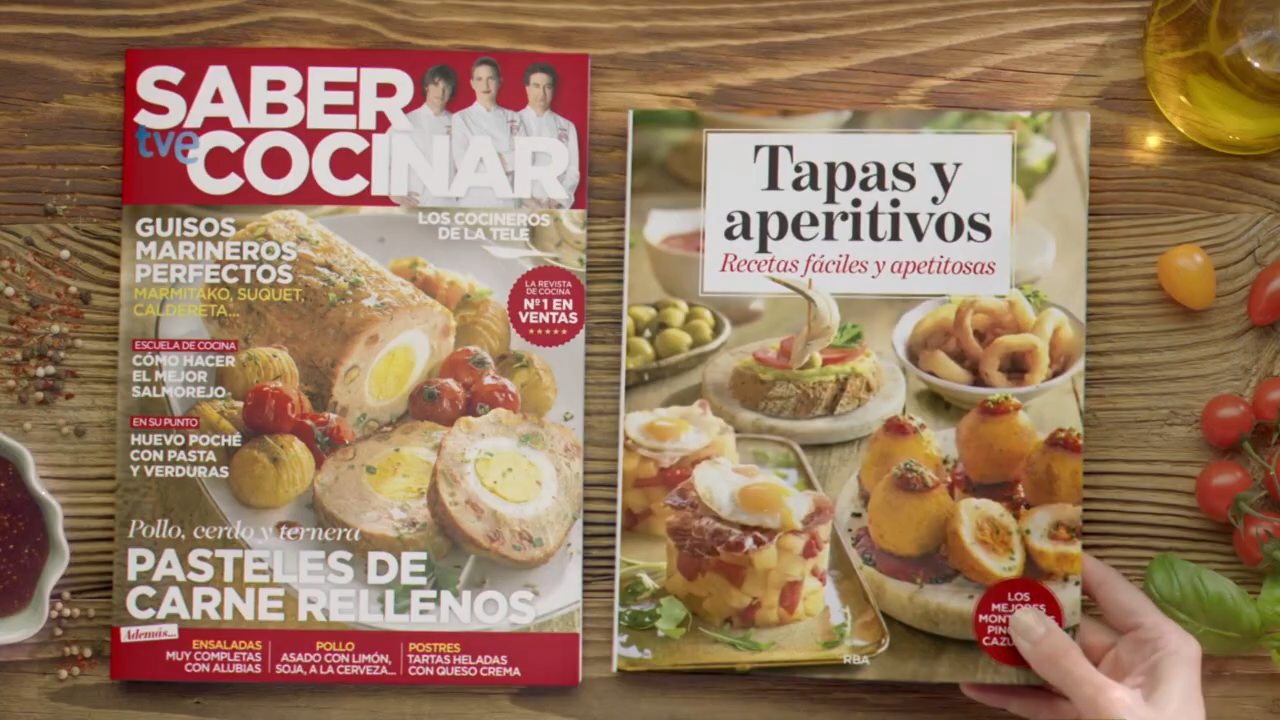 SABER
tve COCINAR
LOS COCINEROS
DE LA TELE
GUISOS
MARINEROS
PERFECTOS
MARMITAKO, SUQUET,
CALDERETA...
LA REVISTA
DE COCINA
Nº1 EN
VENTAS
ESCUELA DE COCINA
CÓMO HACER
EL MEJOR
SALMOREJO
EN SU PUNTO
HUEVO POCHÉ
CON PASTA
Y VERDURAS
Pollo, cerdo y ternera
PASTELES DE
CARNE RELLENOS
Además...
ENSALADAS
MUY COMPLETAS
CON ALUBIAS
POLLO
ASADO CON LIMÓN,
SOJA, A LA CERVEZA...
POSTRES
TARTAS HELADAS
CON QUESO CREMA
Tapas y
aperitivos
Recetas fáciles y apetitosas
LOS
MEJORES
RBA